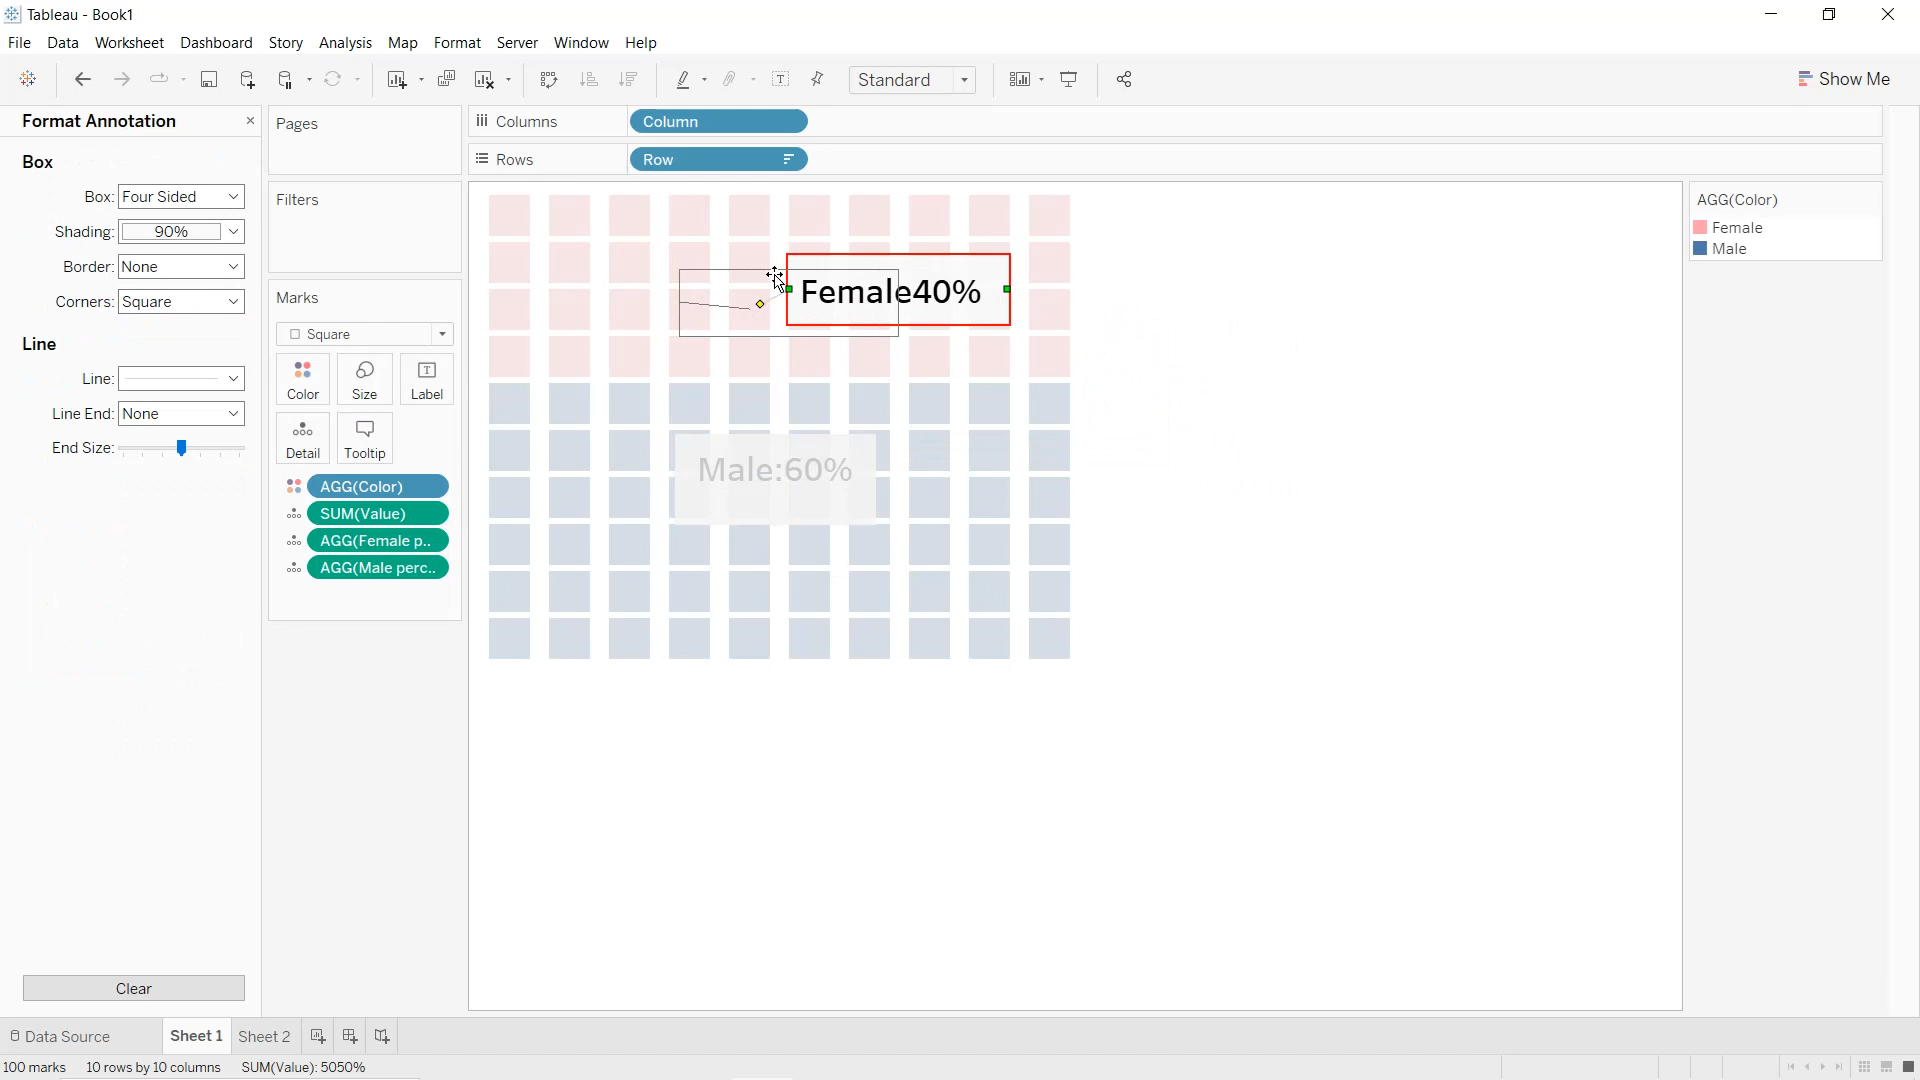 Tableau - Book1
File Data Worksheet Dashboard Story Analysis Map Format Server Window Help
Standard
Show Me
Format Annotation
Box
Box: Four Sided
Shading: 90%
Border: None
Corners: Square
Line
Line:
Line End: None
End Size:
Clear
Pages
Filters
Marks
Square
Color Size Label
Detail Tooltip
AGG(Color)
SUM(Value)
AGG(Female p..
AGG(Male perc..
Columns Column
Rows Row
Female40%
Male:60%
AGG(Color)
Female
Male
Data Source Sheet 1 Sheet 2
100 marks 10 rows by 10 columns SUM(Value): 5050%